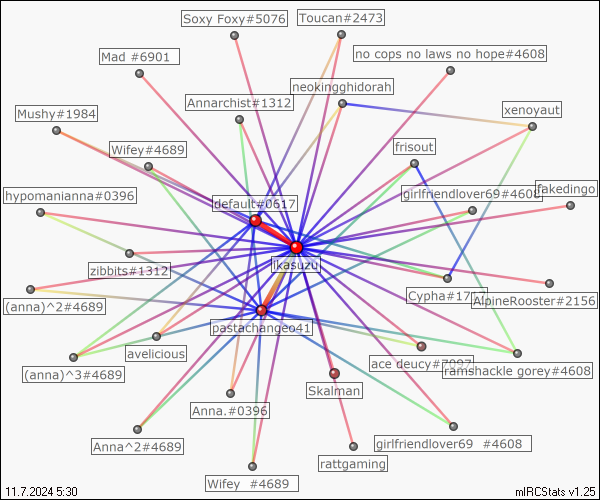 Soxy Foxy#5076
Toucan#2473
Mad #6901
no cops no laws no hope#4608
neokingghidorah
Annarchist#1312
xenoyaut
Mushy#1984
Wifey#4689
frisout
hypomanianna#0396
default#0617
girlfriendlover69#4608
fakedingo
ikasuzu
zibbits#1312
(anna)^2#4689
AlpineRooster#2156
pastachangeo41
avelicious
ace deucy#7097
ramshackle gorey#4608
(anna)^3#4689
Skalman
Anna.#0396
Anna^2#4689
girlfriendlover69 #4608
rattgaming
Wifey #4689
11.7.2024 5:30
mIRCStats v1.25